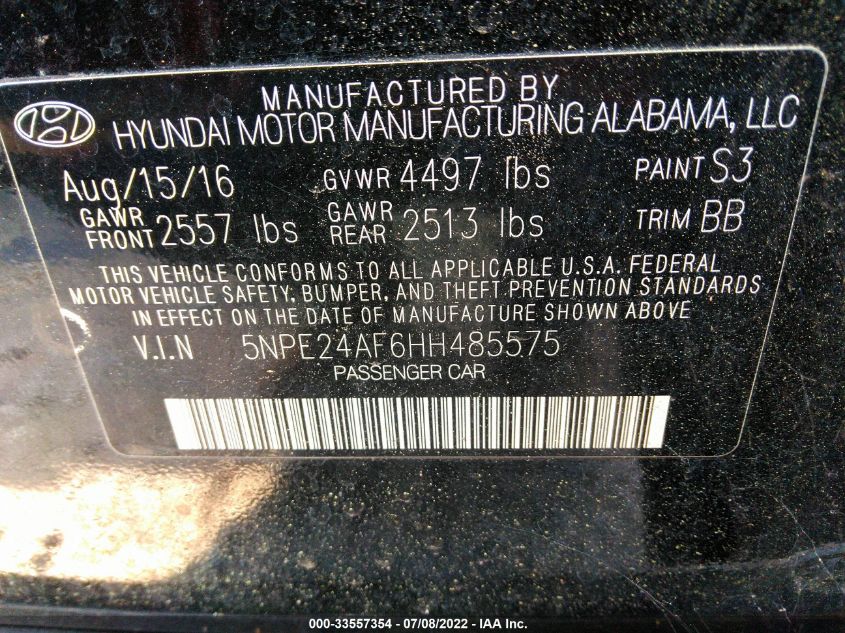 MANUFACTURED BY
HYUNDAI MOTOR MANUFACTURING ALABAMA, LLC
Aug/15/16 GVWR 4497 lbs PAINT S3
GAWR FRONT 2557 lbs GAWR REAR 2513 lbs TRIM BB
THIS VEHICLE CONFORMS TO ALL APPLICABLE U.S.A. FEDERAL
MOTOR VEHICLE SAFETY, BUMPER, AND THEFT PREVENTION STANDARDS
IN EFFECT ON THE DATE OF MANUFACTURE SHOWN ABOVE
V.I.N 5NPE24AF6HH485575
PASSENGER CAR
000-33557354 - 07/08/2022 - IAA Inc.